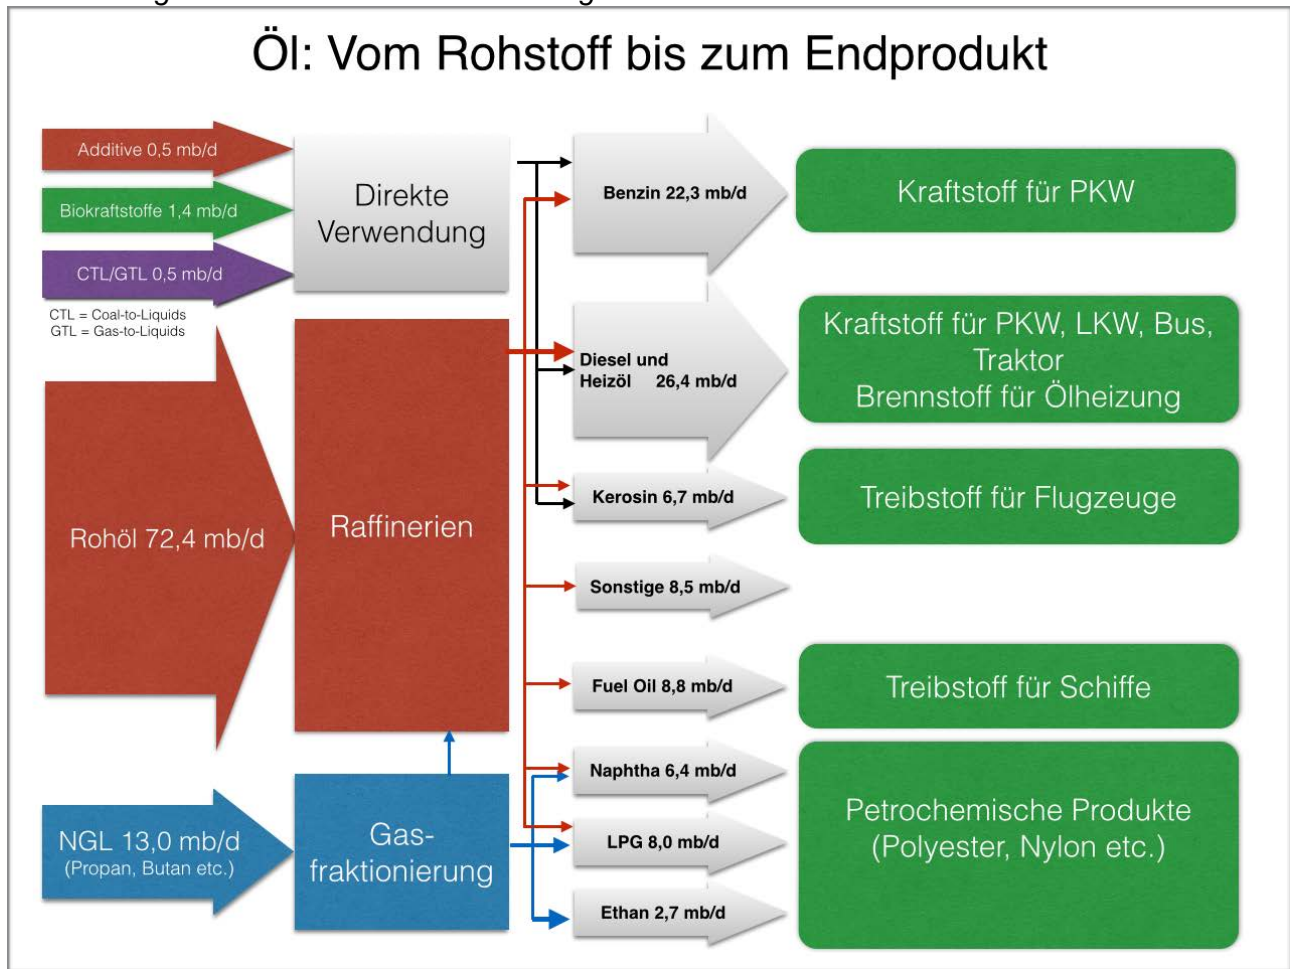 Öl: Vom Rohstoff bis zum Endprodukt
Additive 0,5 mb/d
Biokraftstoffe 1,4 mb/d
CTL/GTL 0,5 mb/d
CTL = Coal-to-Liquids
GTL = Gas-to-Liquids
Direkte
Verwendung
Rohöl 72,4 mb/d
Raffinerien
NGL 13,0 mb/d
(Propan, Butan etc.)
Gas-
fraktionierung
Benzin 22,3 mb/d
Kraftstoff für PKW
Diesel und
Heizöl 26,4 mb/d
Kraftstoff für PKW, LKW, Bus,
Traktor
Brennstoff für Ölheizung
Kerosin 6,7 mb/d
Treibstoff für Flugzeuge
Sonstige 8,5 mb/d
Fuel Oil 8,8 mb/d
Treibstoff für Schiffe
Naphtha 6,4 mb/d
LPG 8,0 mb/d
Ethan 2,7 mb/d
Petrochemische Produkte
(Polyester, Nylon etc.)